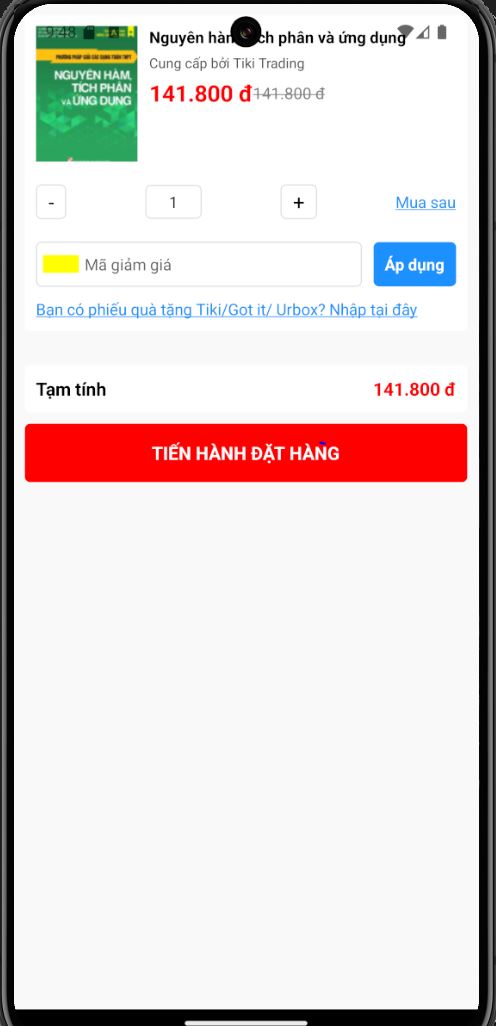 9:48
Nguyên hàm, tích phân và ứng dụng
Cung cấp bởi Tiki Trading
141.800 đ 141.800 đ
PHƯƠNG PHÁP GIẢI CÁC DẠNG TOÁN THPT
NGUYÊN HÀM,
TÍCH PHÂN
VÀ ỨNG DỤNG
- 1 + Mua sau
Mã giảm giá Áp dụng
Bạn có phiếu quà tặng Tiki/Got it/ Urbox? Nhập tại đây
Tạm tính 141.800 đ
TIẾN HÀNH ĐẶT HÀNG